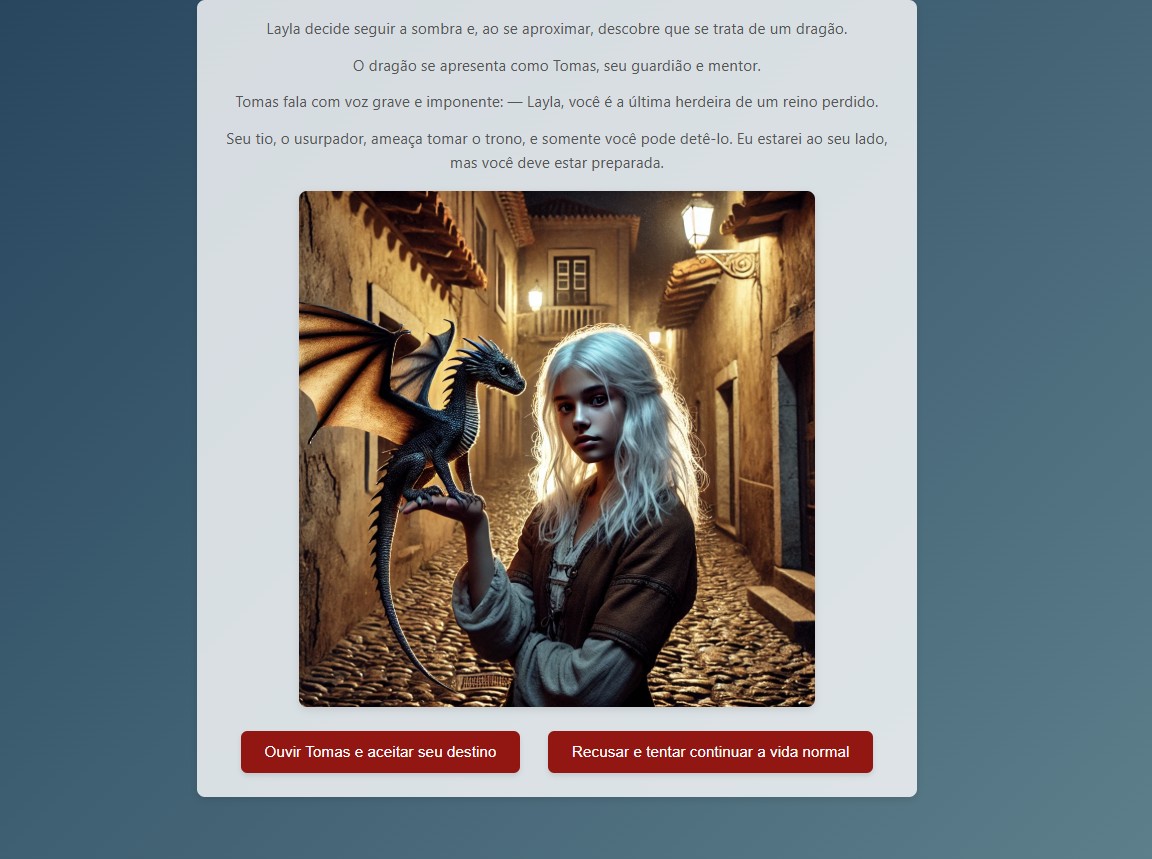 Layla decide seguir a sombra e, ao se aproximar, descobre que se trata de um dragão.
O dragão se apresenta como Tomas, seu guardião e mentor.
Tomas fala com voz grave e imponente: — Layla, você é a última herdeira de um reino perdido.
Seu tio, o usurpador, ameaça tomar o trono, e somente você pode detê-lo. Eu estarei ao seu lado,
mas você deve estar preparada.
Ouvir Tomas e aceitar seu destino
Recusar e tentar continuar a vida normal